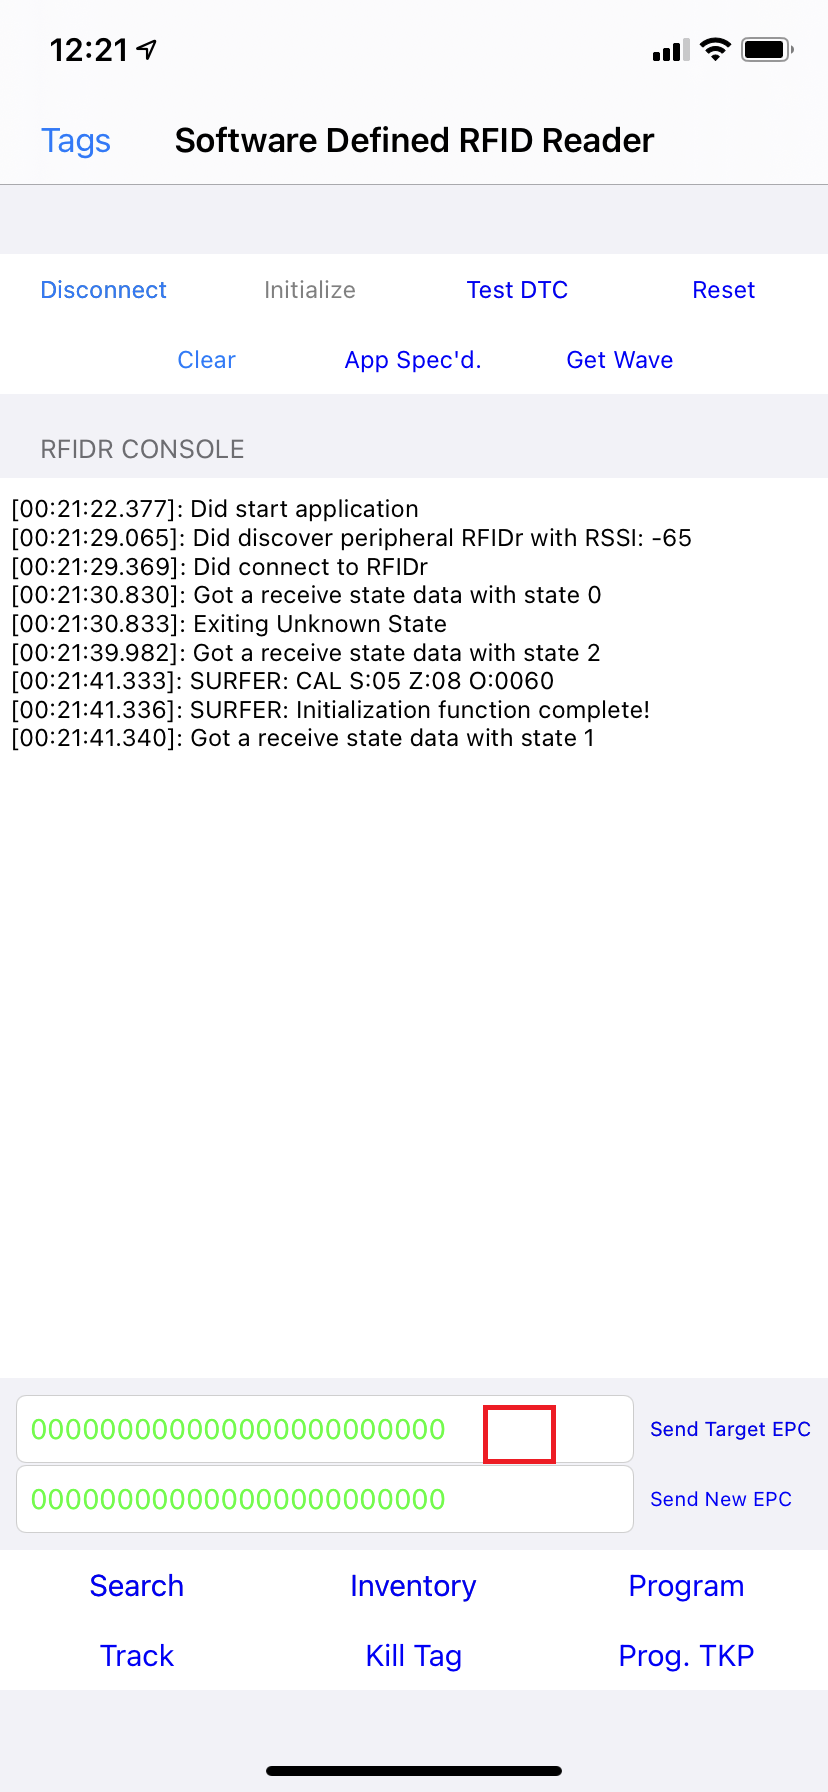 12:21
Tags Software Defined RFID Reader
Disconnect Initialize Test DTC Reset
Clear App Spec'd. Get Wave
RFIDR CONSOLE
[00:21:22.377]: Did start application
[00:21:29.065]: Did discover peripheral RFIDr with RSSI: -65
[00:21:29.369]: Did connect to RFIDr
[00:21:30.830]: Got a receive state data with state 0
[00:21:30.833]: Exiting Unknown State
[00:21:39.982]: Got a receive state data with state 2
[00:21:41.333]: SURFER: CAL S:05 Z:08 O:0060
[00:21:41.336]: SURFER: Initialization function complete!
[00:21:41.340]: Got a receive state data with state 1
000000000000000000000000 Send Target EPC
000000000000000000000000 Send New EPC
Search Inventory Program
Track Kill Tag Prog. TKP